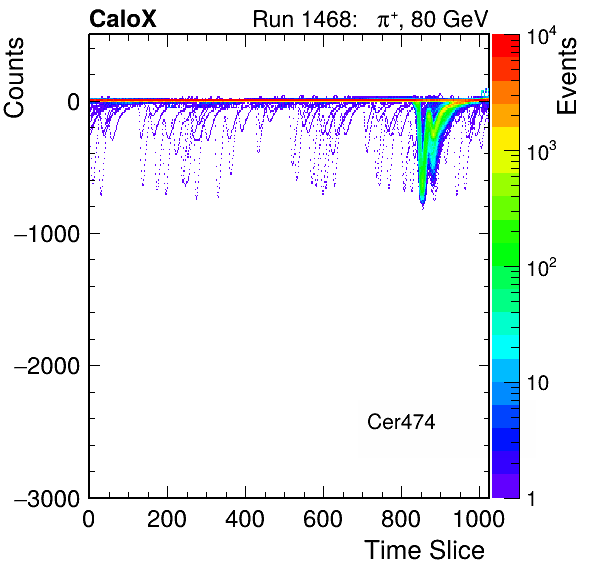 CaloX Run 1468: π⁺, 80 GeV
Counts
Events
0
−1000
−2000
−3000
10⁴
10³
10²
10
1
Cer474
0 200 400 600 800 1000
Time Slice